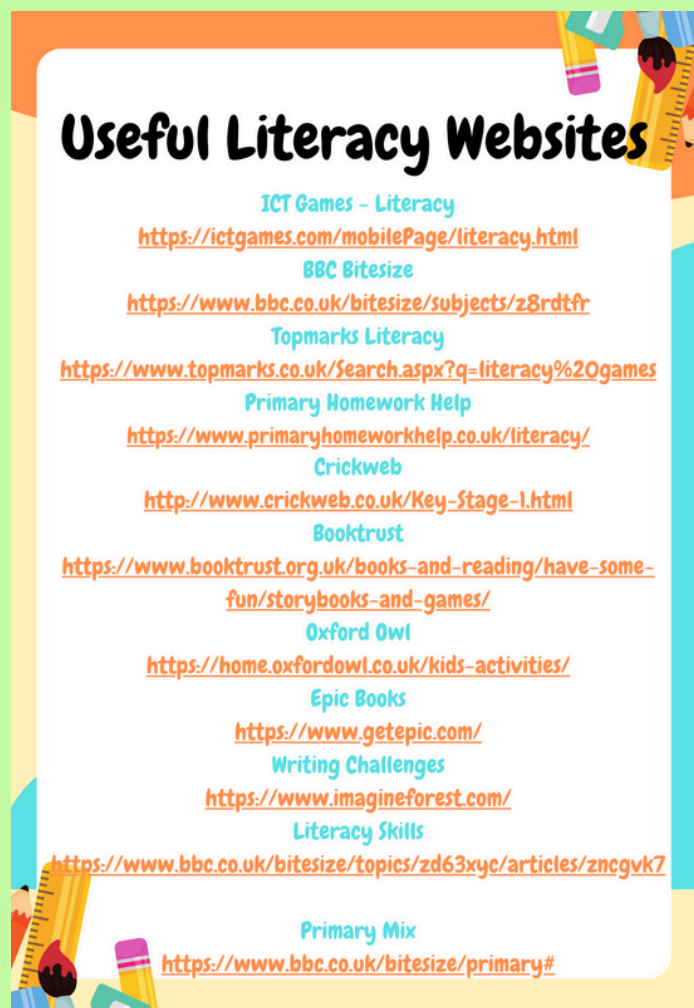 Useful Literacy Websites
ICT Games - Literacy
https://ictgames.com/mobilePage/literacy.html
BBC Bitesize
https://www.bbc.co.uk/bitesize/subjects/z8rdtfr
Topmarks Literacy
https://www.topmarks.co.uk/Search.aspx?q=literacy%20games
Primary Homework Help
https://www.primaryhomeworkhelp.co.uk/literacy/
Crickweb
http://www.crickweb.co.uk/Key-Stage-1.html
Booktrust
https://www.booktrust.org.uk/books-and-reading/have-some-
fun/storybooks-and-games/
Oxford Owl
https://home.oxfordowl.co.uk/kids-activities/
Epic Books
https://www.getepic.com/
Writing Challenges
https://www.imagineforest.com/
Literacy Skills
https://www.bbc.co.uk/bitesize/topics/zd63xyc/articles/zncgvk7
Primary Mix
https://www.bbc.co.uk/bitesize/primary#